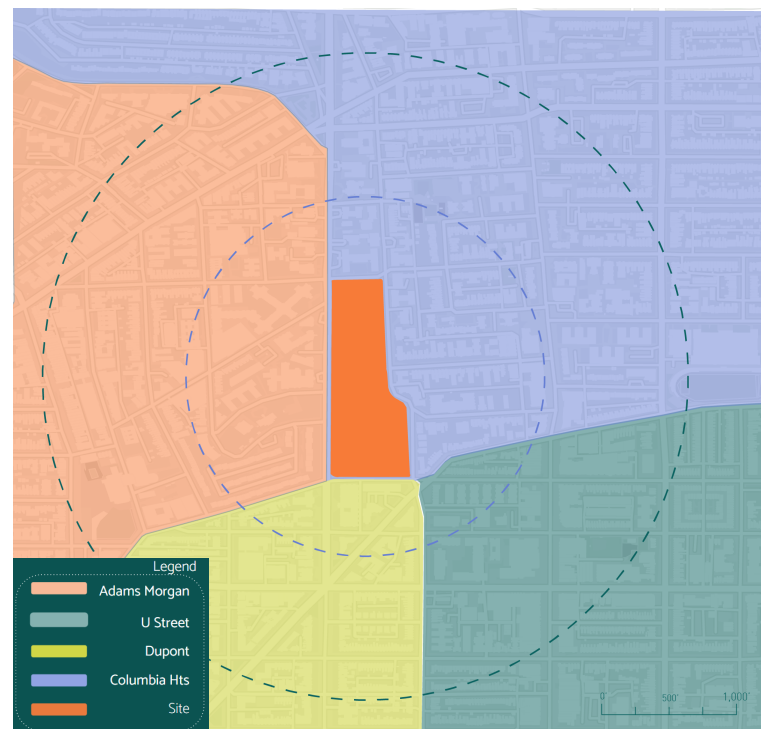 Legend
Adams Morgan
U Street
Dupont
Columbia Hts
Site
0' 500' 1,000'